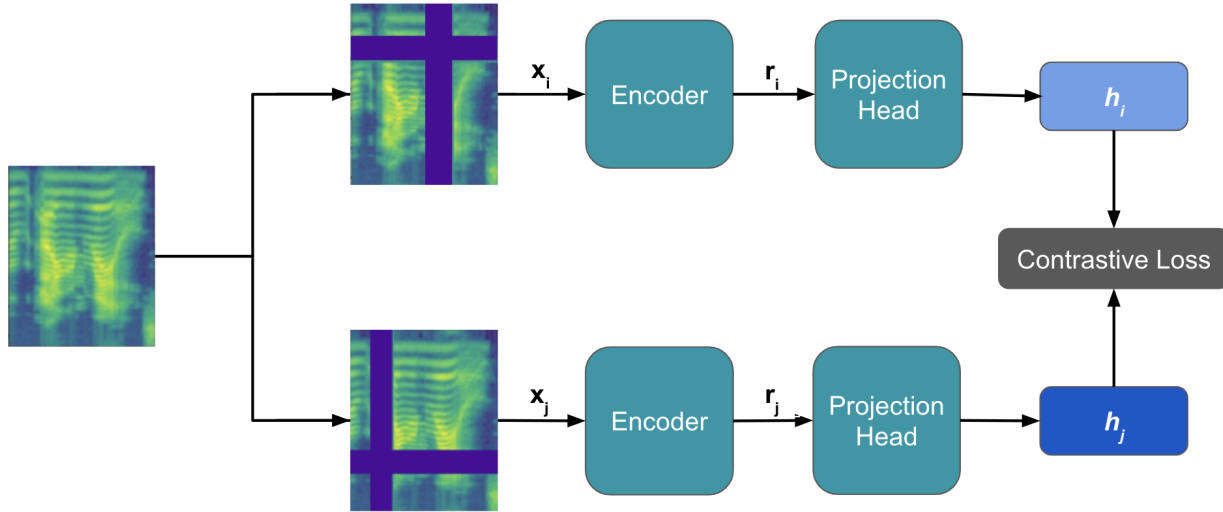 x_i
Encoder
r_i
Projection
Head
h_i
Contrastive Loss
x_j
Encoder
r_j
Projection
Head
h_j